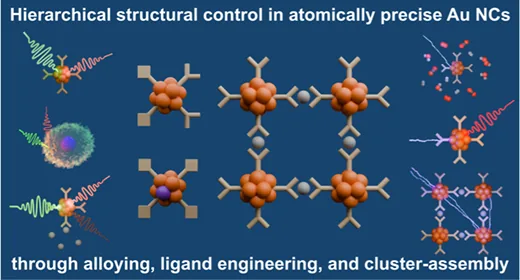 Hierarchical structural control in atomically precise Au NCs
through alloying, ligand engineering, and cluster-assembly